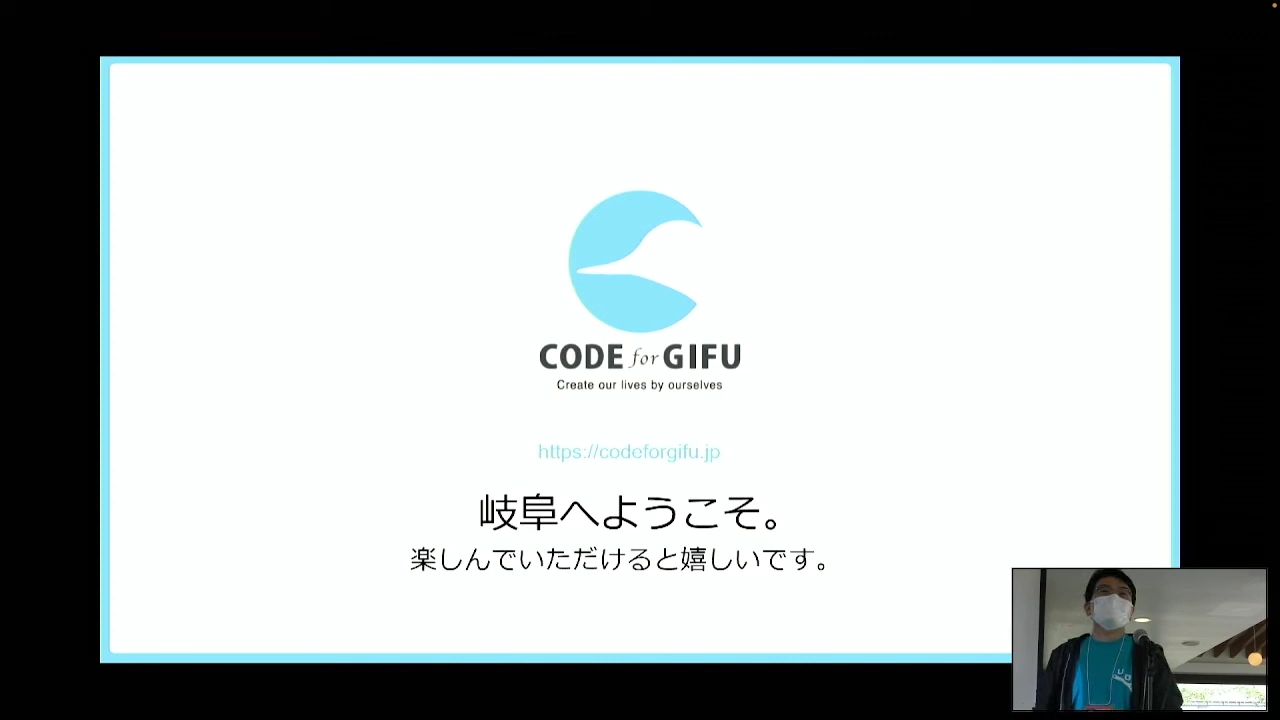 CODE for GIFU
Create our lives by ourselves
https://codeforgifu.jp
岐阜へようこそ。
楽しんでいただけると嬉しいです。